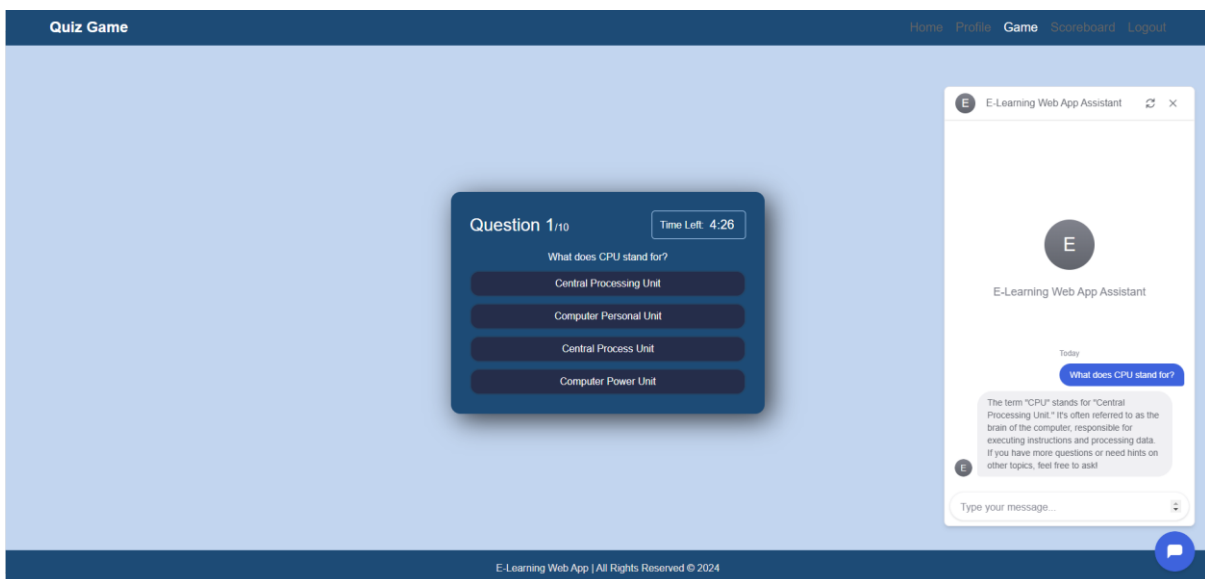 Quiz Game
Home Profile Game Scoreboard Logout
Question 1/10
Time Left: 4:26
What does CPU stand for?
Central Processing Unit
Computer Personal Unit
Central Process Unit
Computer Power Unit
E E-Learning Web App Assistant
E
E-Learning Web App Assistant
Today
What does CPU stand for?
The term "CPU" stands for "Central
Processing Unit." It's often referred to as the
brain of the computer, responsible for
executing instructions and processing data.
If you have more questions or need hints on
other topics, feel free to ask!
E
Type your message...
E-Learning Web App | All Rights Reserved © 2024